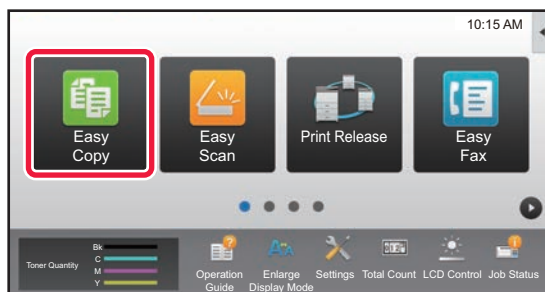 10:15 AM
Easy
Copy
Easy
Scan
Print Release
Easy
Fax
Toner Quantity
Bk
C
M
Y
Operation
Guide
Enlarge
Display Mode
Settings
Total Count
LCD Control
Job Status